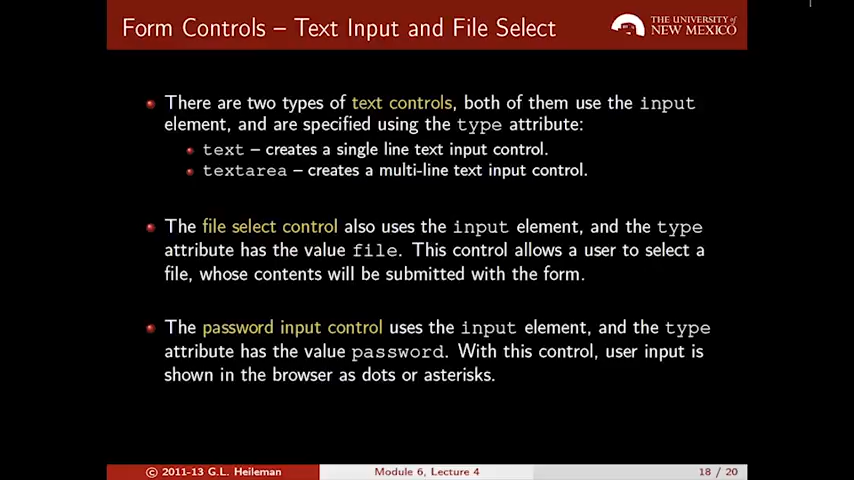 Form Controls – Text Input and File Select
THE UNIVERSITY of
NEW MEXICO
There are two types of text controls, both of them use the input
element, and are specified using the type attribute:
text – creates a single line text input control.
textarea – creates a multi-line text input control.
The file select control also uses the input element, and the type
attribute has the value file. This control allows a user to select a
file, whose contents will be submitted with the form.
The password input control uses the input element, and the type
attribute has the value password. With this control, user input is
shown in the browser as dots or asterisks.
© 2011-13 G.L. Heileman
Module 6, Lecture 4
18 / 20